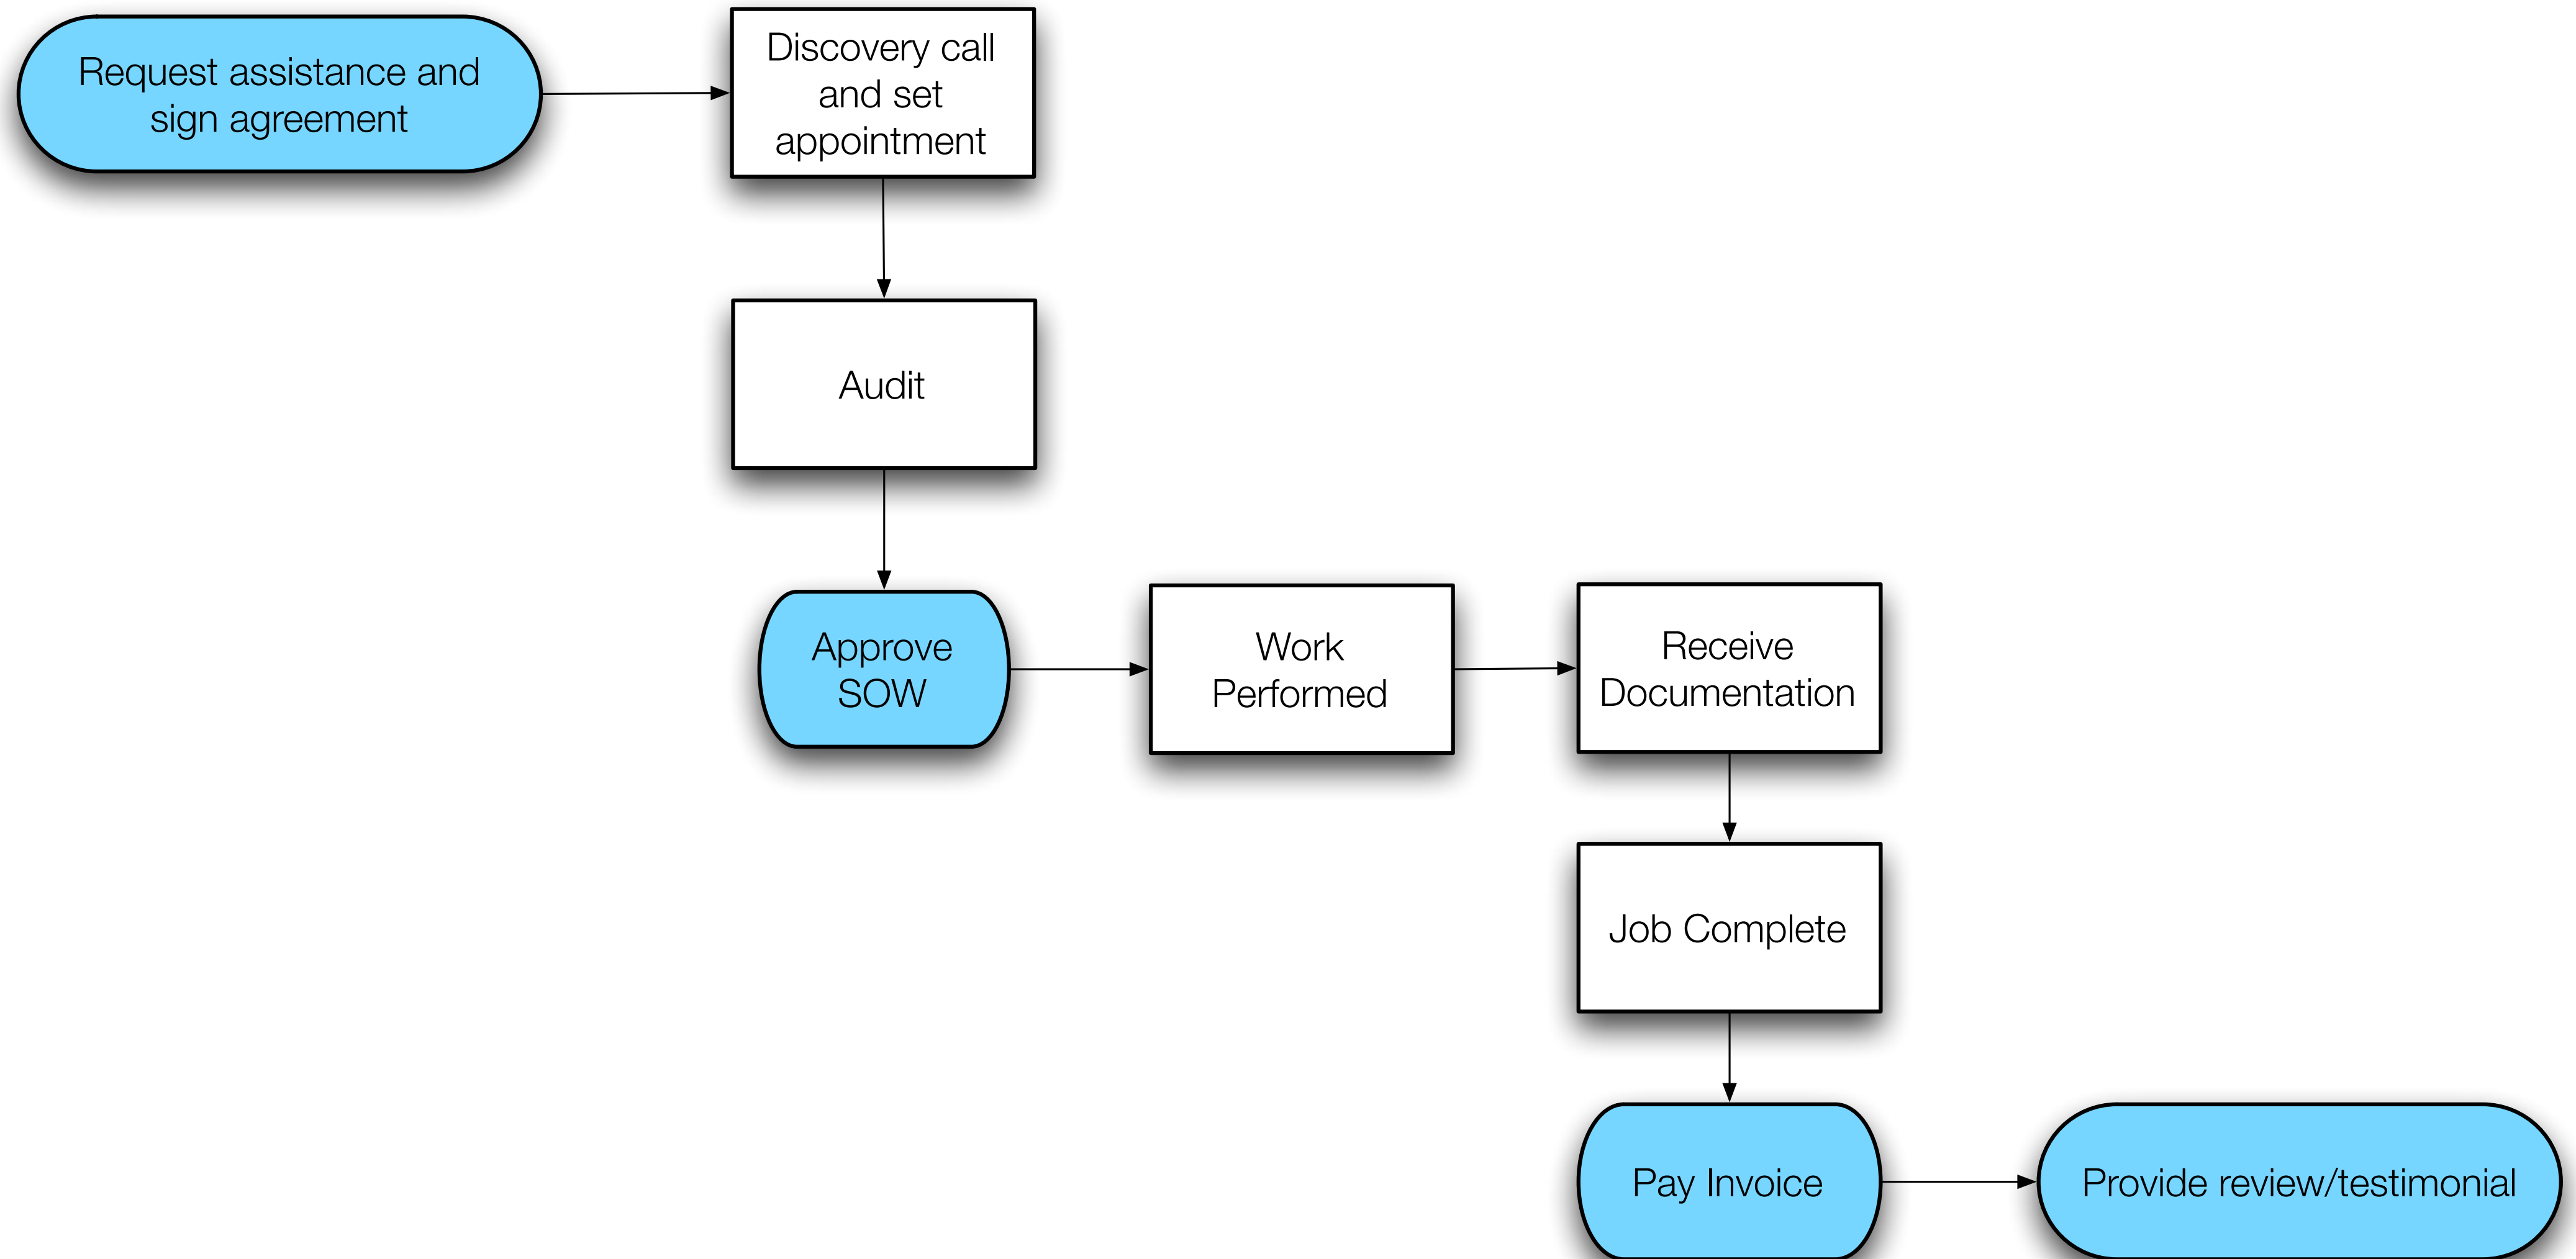 Request assistance and
sign agreement
Discovery call
and set
appointment
Audit
Approve
SOW
Work
Performed
Receive
Documentation
Job Complete
Pay Invoice
Provide review/testimonial